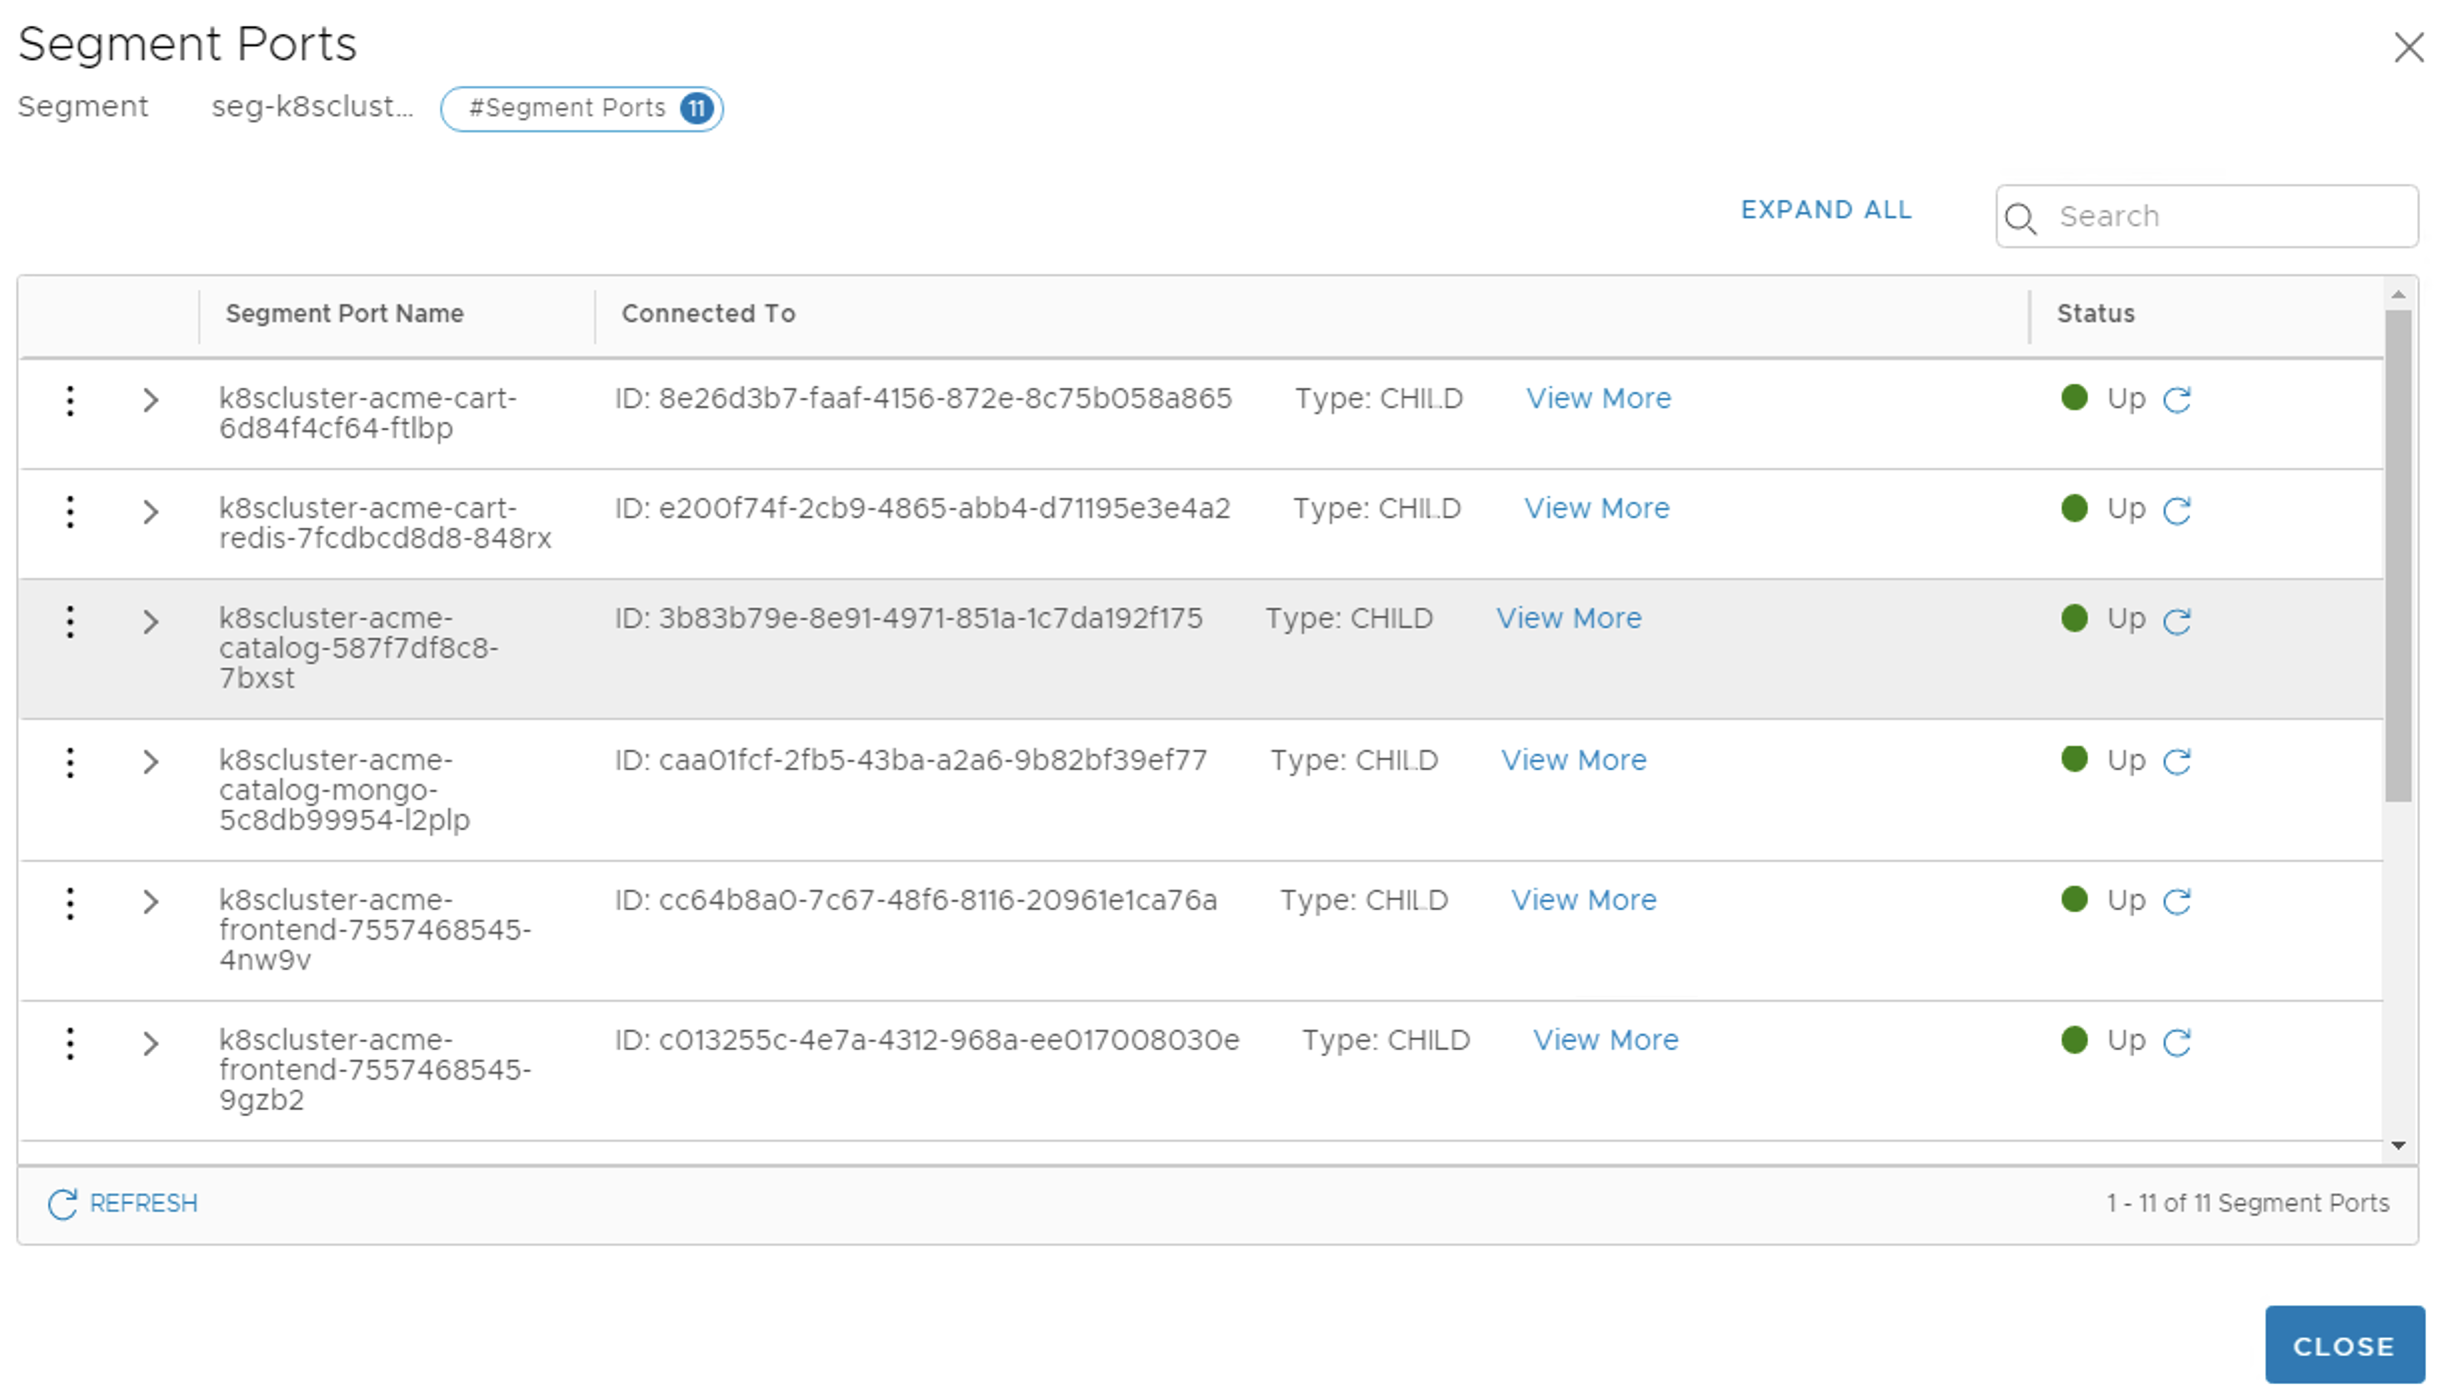 Segment Ports
Segment seg-k8sclust... #Segment Ports 11
EXPAND ALL Search
Segment Port Name Connected To Status
k8scluster-acme-cart- ID: 8e26d3b7-faaf-4156-872e-8c75b058a865 Type: CHILD View More Up
6d84f4cf64-ftlbp
k8scluster-acme-cart- ID: e200f74f-2cb9-4865-abb4-d71195e3e4a2 Type: CHILD View More Up
redis-7fcdbcd8d8-848rx
k8scluster-acme- ID: 3b83b79e-8e91-4971-851a-1c7da192f175 Type: CHILD View More Up
catalog-587f7df8c8-
7bxst
k8scluster-acme- ID: caa01fcf-2fb5-43ba-a2a6-9b82bf39ef77 Type: CHILD View More Up
catalog-mongo-
5c8db99954-l2plp
k8scluster-acme- ID: cc64b8a0-7c67-48f6-8116-20961e1ca76a Type: CHILD View More Up
frontend-7557468545-
4nw9v
k8scluster-acme- ID: c013255c-4e7a-4312-968a-ee017008030e Type: CHILD View More Up
frontend-7557468545-
9gzb2
REFRESH 1 - 11 of 11 Segment Ports
CLOSE